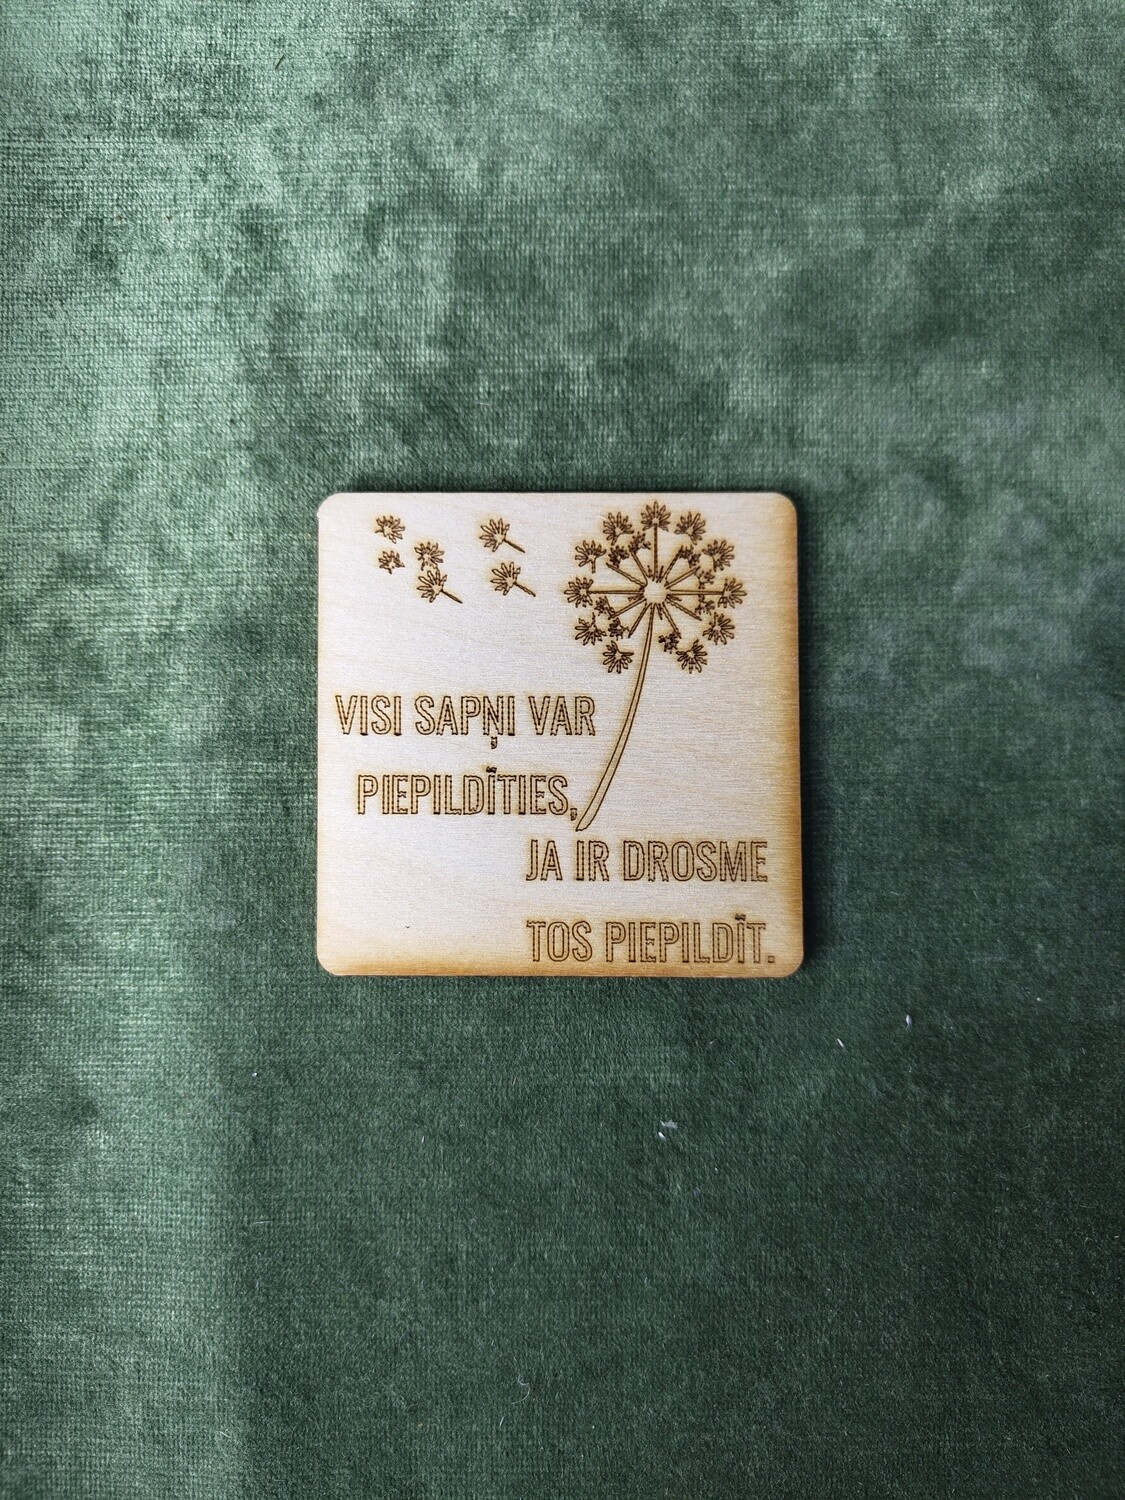 VISI SAPŅI VAR
PIEPILDĪTIES,
JA IR DROSME
TOS PIEPILDĪT.